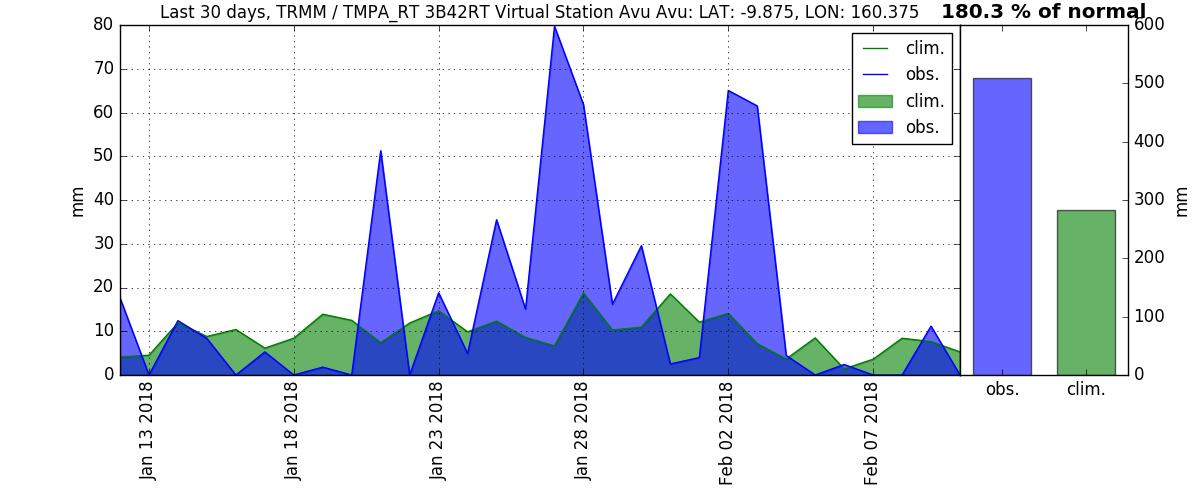 Last 30 days, TRMM / TMPA_RT 3B42RT Virtual Station Avu Avu: LAT: -9.875, LON: 160.375
180.3 % of normal
80
70
60
50
40
30
20
10
0
mm
clim.
obs.
clim.
obs.
Jan 13 2018
Jan 18 2018
Jan 23 2018
Jan 28 2018
Feb 02 2018
Feb 07 2018
600
500
400
300
200
100
0
mm
obs.
clim.